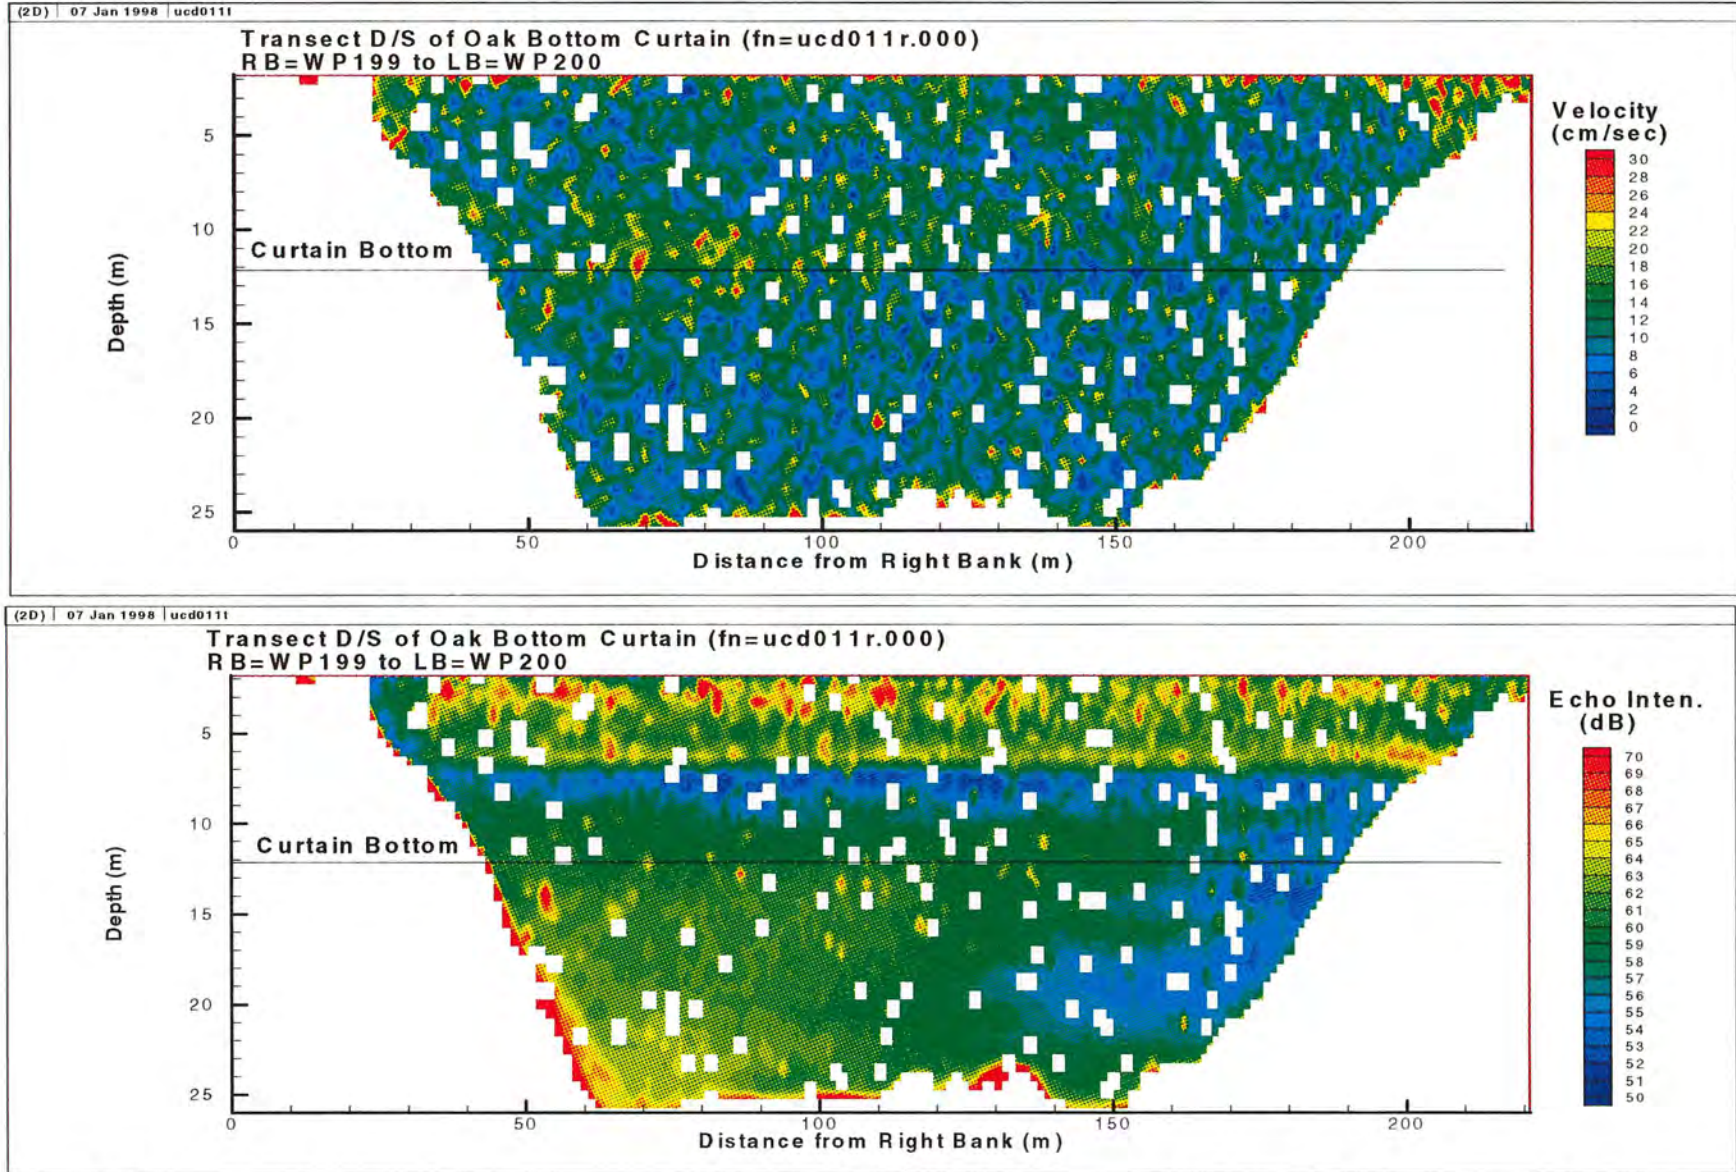 (2D) | 07 Jan 1998 | ucd011t
Transect D/S of Oak Bottom Curtain (fn=ucd011r.000)
RB=WP199 to LB=WP200
Velocity
(cm/sec)
30
28
26
24
22
20
18
16
14
12
10
8
6
4
2
0
Depth (m)
5
10
15
20
25
Curtain Bottom
0 50 100 150 200
Distance from Right Bank (m)
(2D) | 07 Jan 1998 | ucd011t
Transect D/S of Oak Bottom Curtain (fn=ucd011r.000)
RB=WP199 to LB=WP200
Echo Inten.
(dB)
70
69
68
67
66
65
64
63
62
61
60
59
58
57
56
55
54
53
52
51
50
Depth (m)
5
10
15
20
25
Curtain Bottom
0 50 100 150 200
Distance from Right Bank (m)